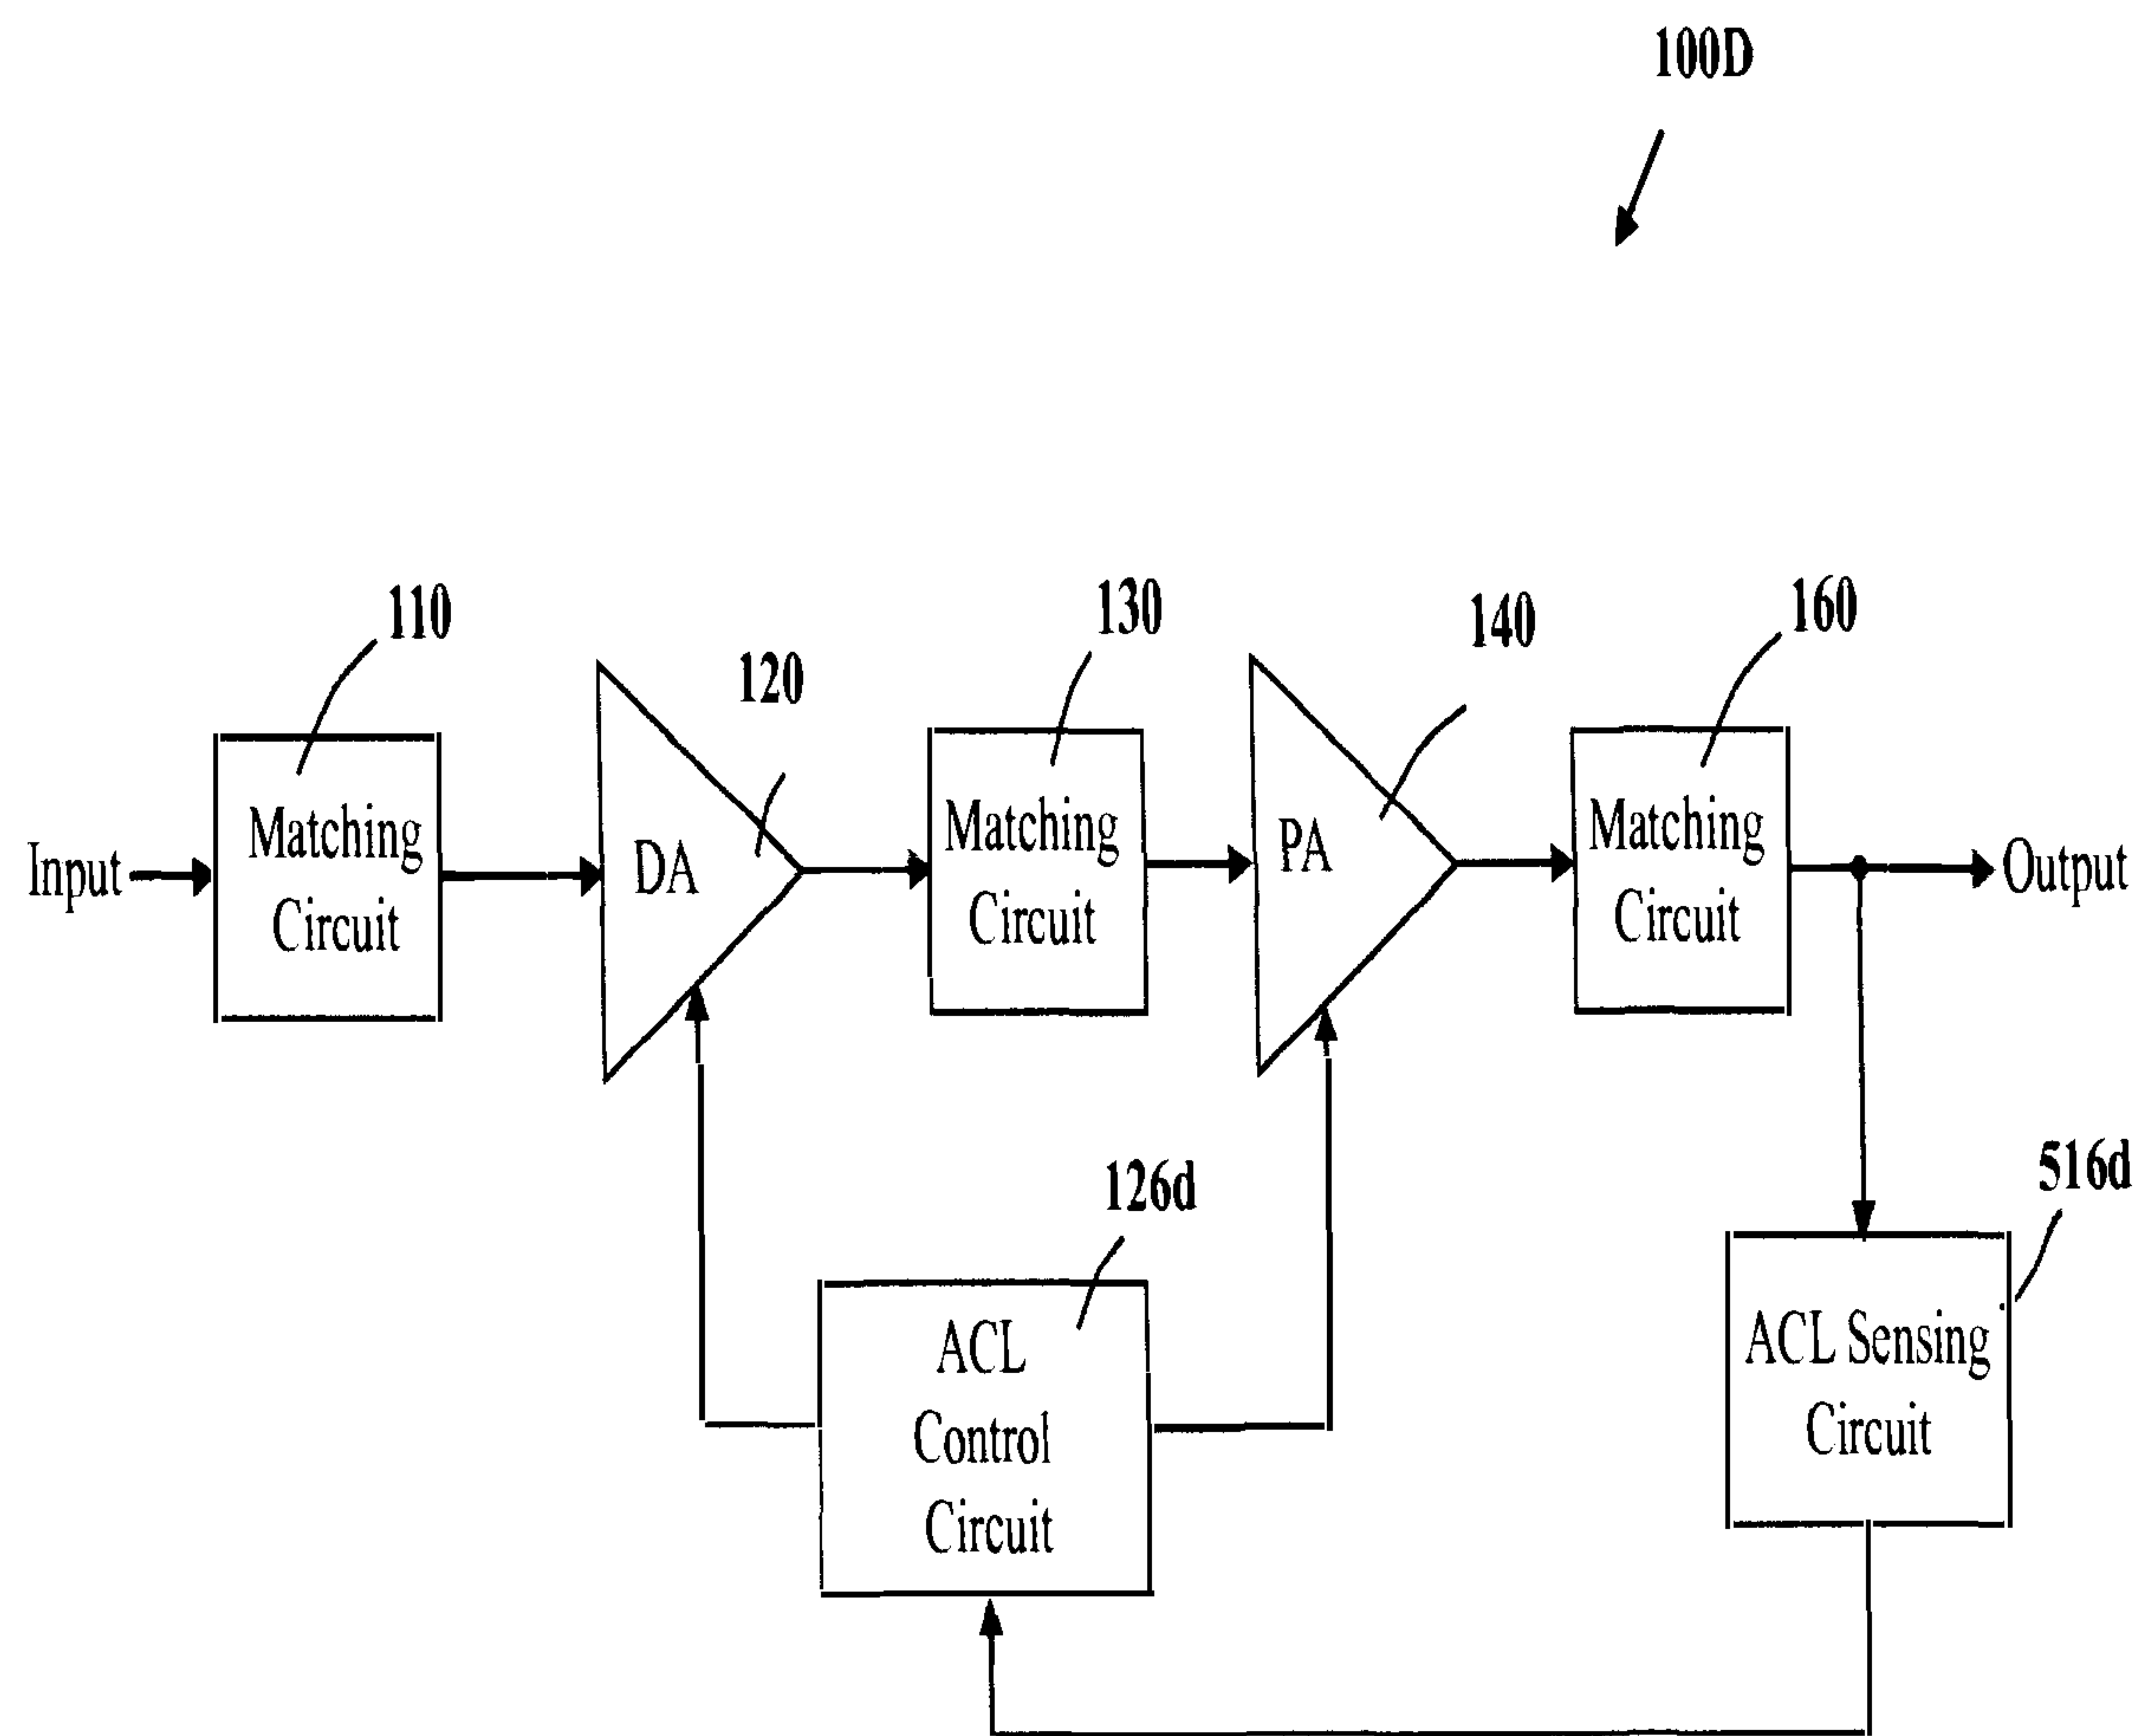 100D
110
120
130
140
160
Input
Matching
Circuit
DA
Matching
Circuit
PA
Matching
Circuit
Output
126d
516d
ACL
Control
Circuit
ACL Sensing
Circuit